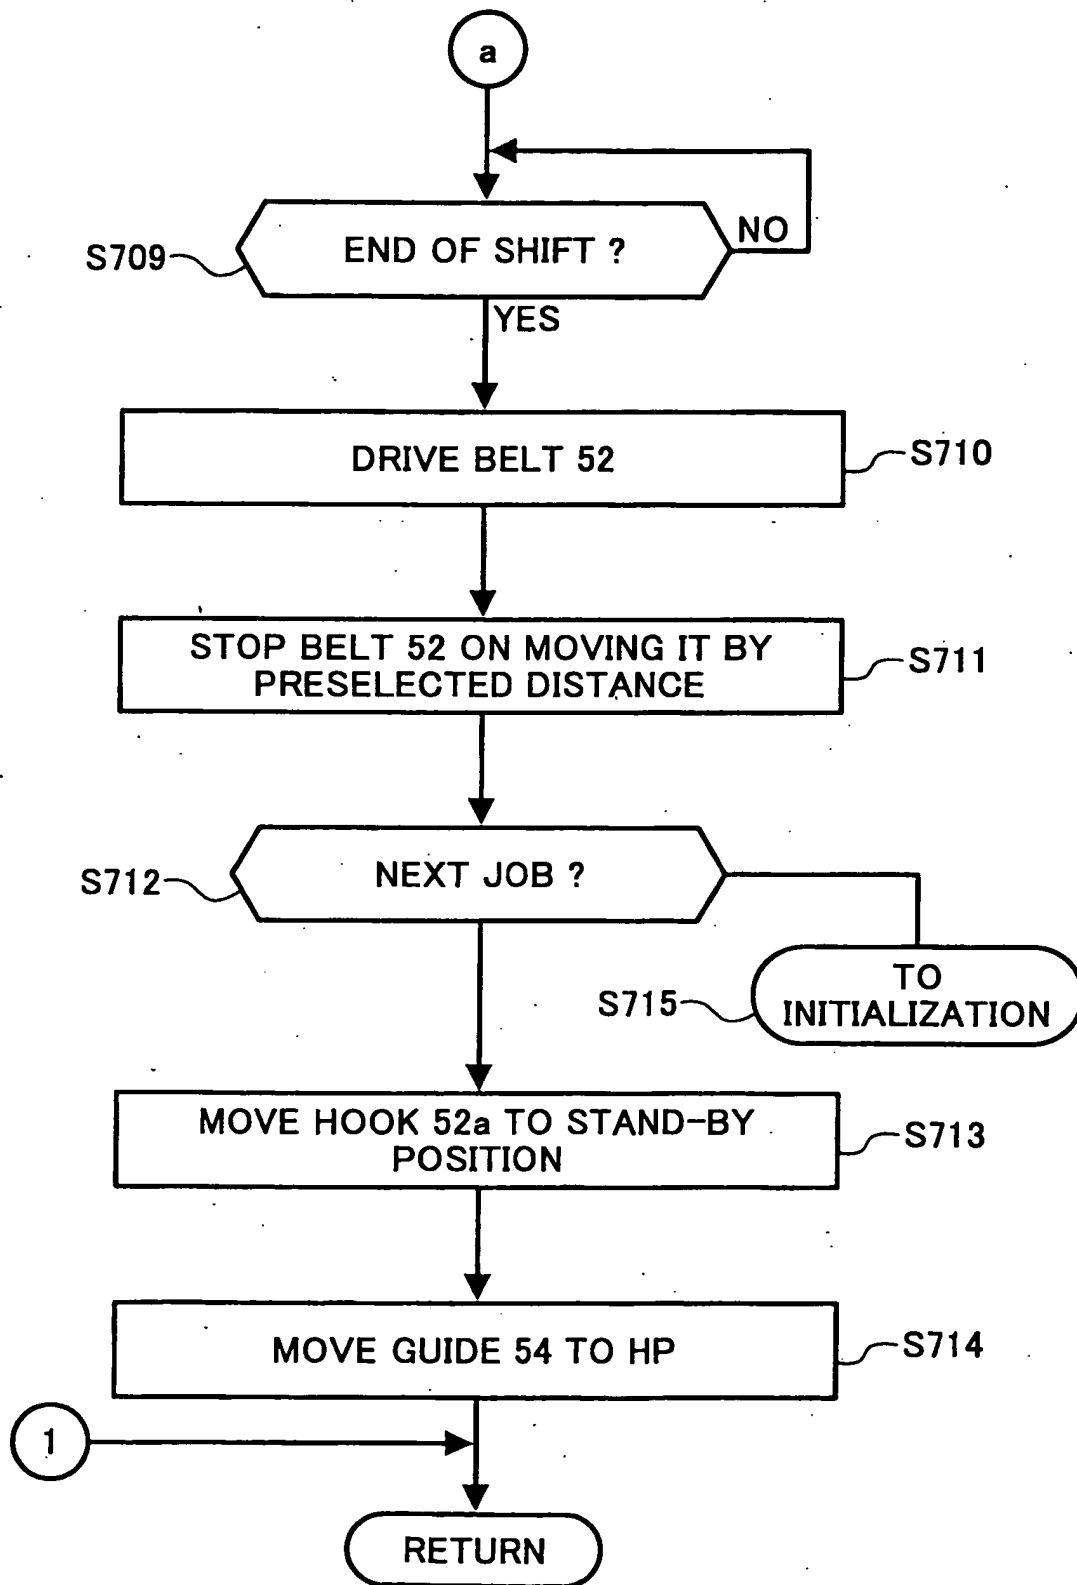 a
END OF SHIFT ?
NO
S709
YES
DRIVE BELT 52
S710
STOP BELT 52 ON MOVING IT BY
PRESELECTED DISTANCE
S711
NEXT JOB ?
S712
TO
INITIALIZATION
S715
MOVE HOOK 52a TO STAND-BY
POSITION
S713
MOVE GUIDE 54 TO HP
S714
1
RETURN